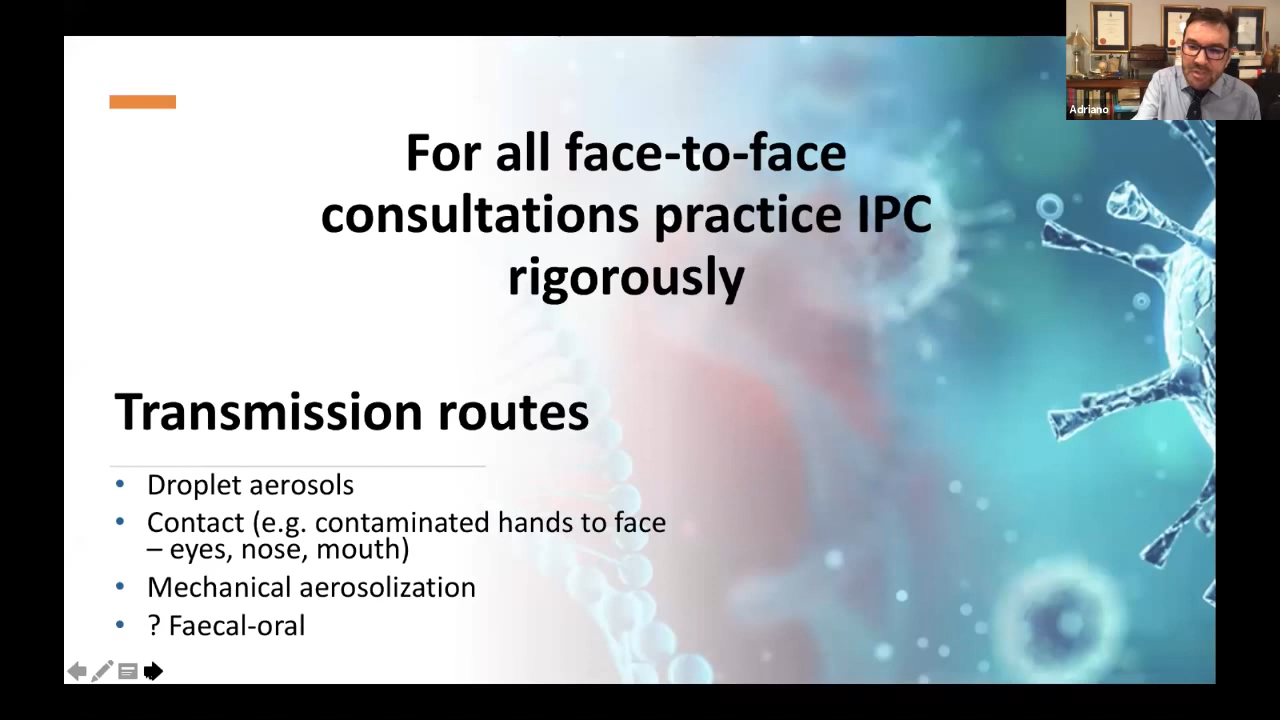 Adriano
For all face-to-face
consultations practice IPC
rigorously
Transmission routes
• Droplet aerosols
• Contact (e.g. contaminated hands to face
– eyes, nose, mouth)
• Mechanical aerosolization
• ? Faecal-oral